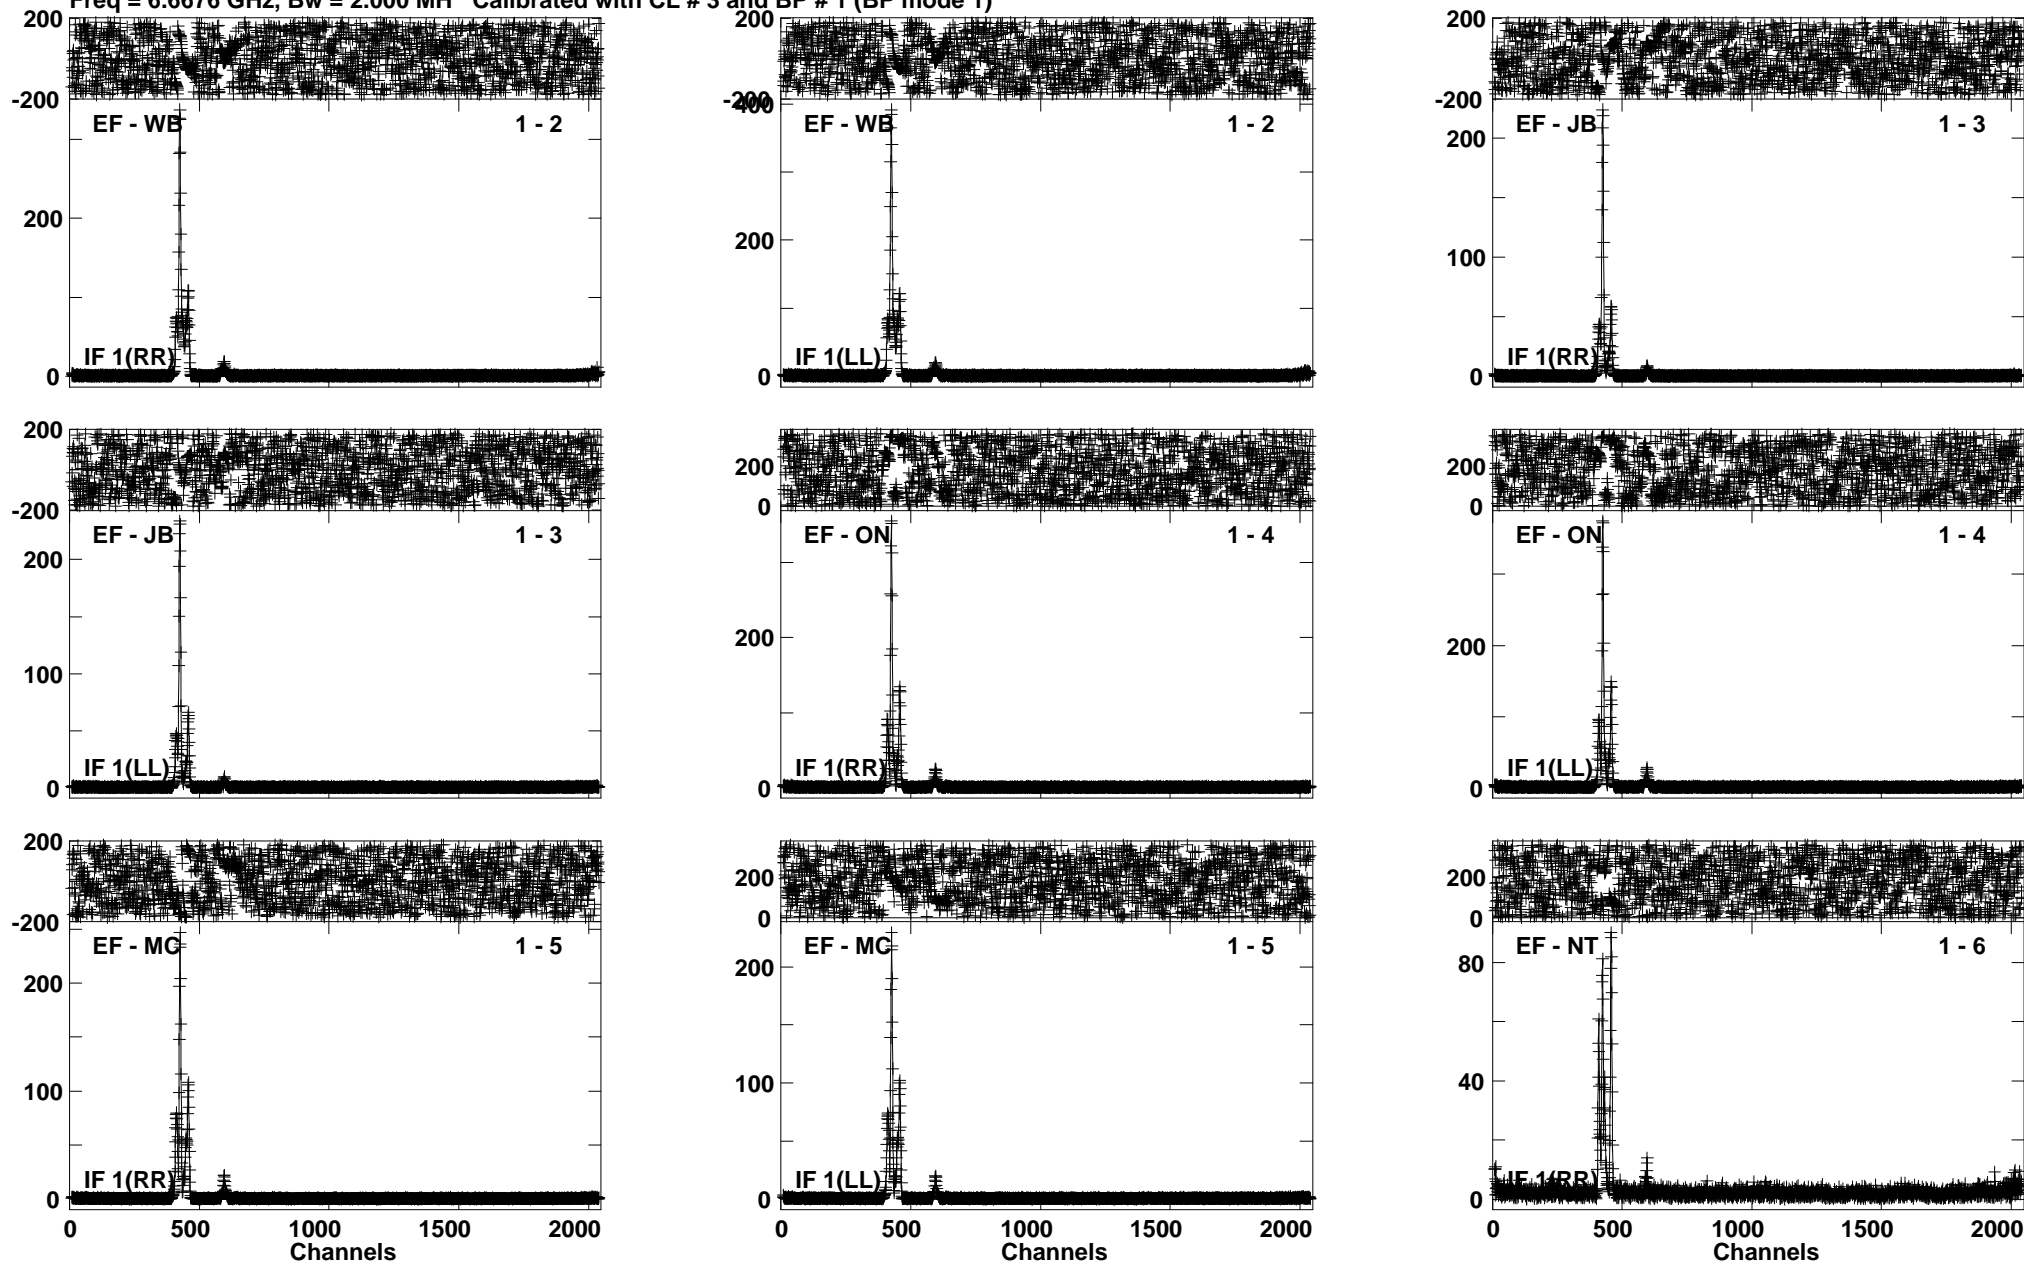 Freq = 6.6676 GHz, Bw = 2.000 MH Calibrated with CL # 3 and BP # 1 (BP mode 1)
200
-200
EF - WB 1 - 2
200
0
IF 1(RR)
200
-200
400
EF - WB 1 - 2
200
0
IF 1(LL)
200
-200
EF - JB 1 - 3
200
100
0
IF 1(RR)
200
-200
EF - JB 1 - 3
200
100
0
IF 1(LL)
200
0
EF - ON 1 - 4
200
0
IF 1(RR)
200
0
EF - ON 1 - 4
200
0
IF 1(LL)
200
-200
EF - MC 1 - 5
200
100
0
IF 1(RR)
0 500 1000 1500 2000
Channels
200
0
EF - MC 1 - 5
200
100
0
IF 1(LL)
0 500 1000 1500 2000
Channels
200
0
EF - NT 1 - 6
80
40
0
IF 1(RR)
0 500 1000 1500 2000
Channels